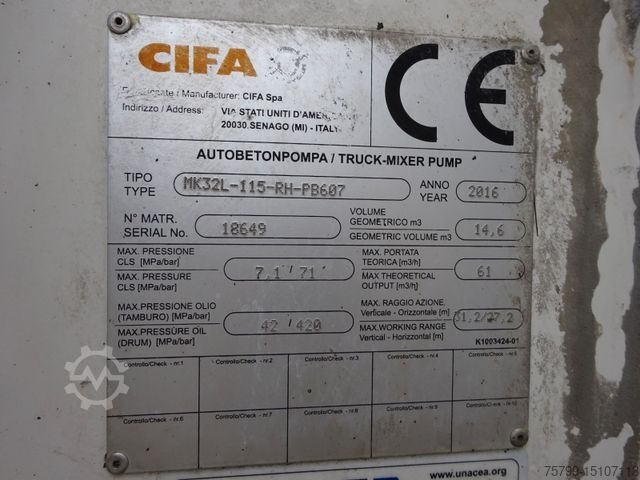 CIFA
/ Manufacturer: CIFA Spa
Indirizzo / Address: VIA STATI UNITI
20030.SENAGO (MI) - ITALY
CE
AUTOBETONPOMPA / TRUCK-MIXER PUMP
TIPO
TYPE
MK32L-115-RH-PB607
ANNO
YEAR
2016
N° MATR.
SERIAL No.
18649
VOLUME
GEOMETRICO m3
GEOMETRIC VOLUME m3
14,6
MAX. PRESSIONE
CLS [MPa/bar]
MAX. PRESSURE
CLS [MPa/bar]
7,1 / 71
MAX. PORTATA
TEORICA [m3/h]
MAX THEORETICAL
OUTPUT [m3/h]
61
MAX.PRESSIONE OLIO
(TAMBURO) [MPa/bar]
MAX.PRESSURE OIL
(DRUM) [MPa/bar]
42 / 420
MAX. RAGGIO AZIONE,
Verticale - Orizzontale [m]
MAX.WORKING RANGE
Vertical - Horizontal [m]
31,2/27,2
K1003424-01
Controllo/Check - nr.1
Controllo/Check - nr.2
Controllo/Check - nr.3
Controllo/Check - nr.4
Controllo/Check - nr.5
Controllo/Check - nr.6
Controllo/Check - nr.7
Controllo/Check - nr.8
Controllo/Check - nr.9
Controllo/Check - nr.10
www.unacea.org
75799-15107113